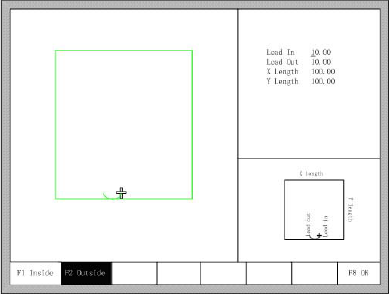 Lead In 10.00
Lead Out 10.00
X Length 100.00
Y Length 100.00
X length
Y length
Lead out
Lead in
F1 Inside F2 Outside F8 OK